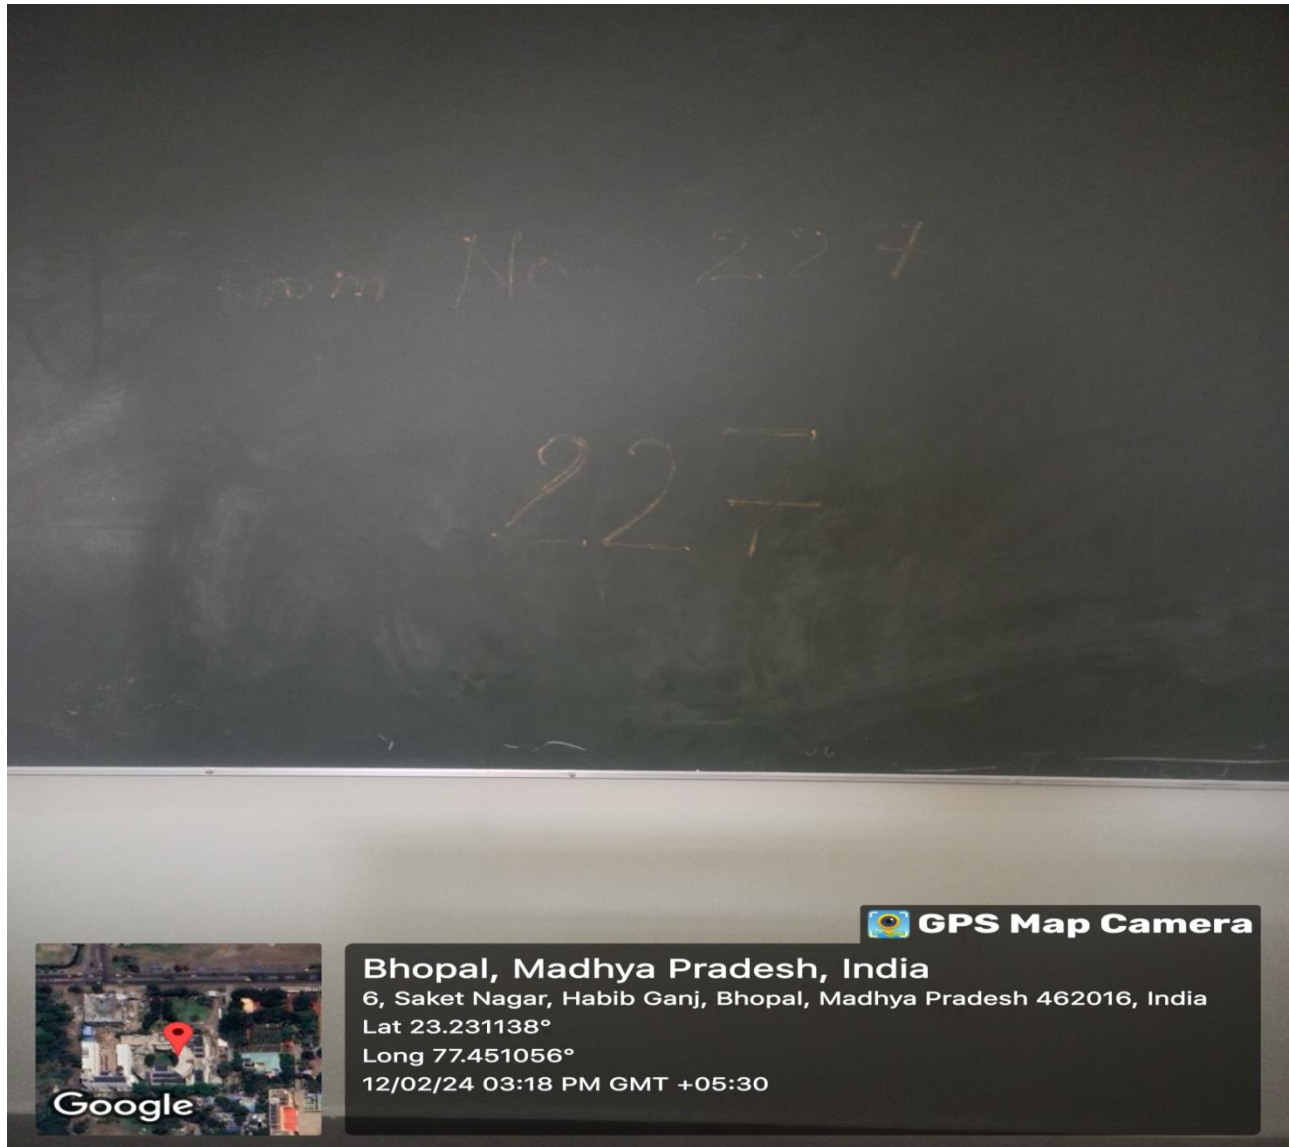 Room No 227
227
GPS Map Camera
Bhopal, Madhya Pradesh, India
6, Saket Nagar, Habib Ganj, Bhopal, Madhya Pradesh 462016, India
Lat 23.231138°
Long 77.451056°
12/02/24 03:18 PM GMT +05:30
Google